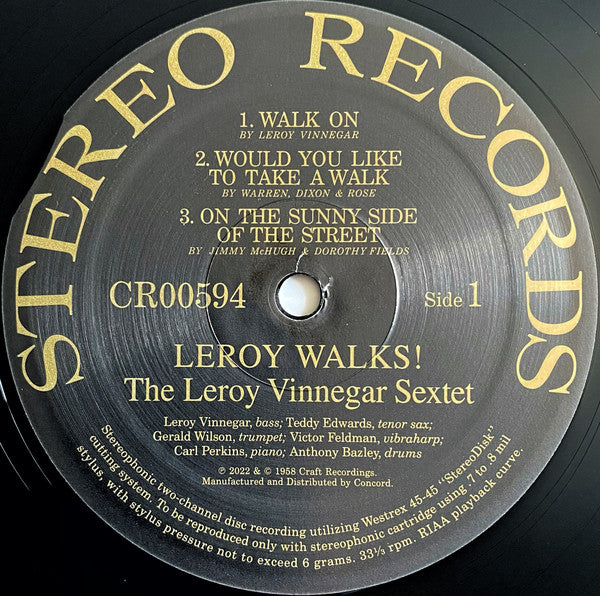 STEREO RECORDS
1. WALK ON
BY LEROY VINNEGAR
2. WOULD YOU LIKE
TO TAKE A WALK
BY WARREN, DIXON & ROSE
3. ON THE SUNNY SIDE
OF THE STREET
BY JIMMY McHUGH & DOROTHY FIELDS
CR00594
Side 1
LEROY WALKS!
The Leroy Vinnegar Sextet
Leroy Vinnegar, bass; Teddy Edwards, tenor sax;
Gerald Wilson, trumpet; Victor Feldman, vibraharp;
Carl Perkins, piano; Anthony Bazley, drums
℗ 2022 & © 1958 Craft Recordings.
Manufactured and Distributed by Concord.
Stereophonic two-channel disc recording utilizing Westrex 45-45 "StereoDisk"
cutting system. To be reproduced only with stereophonic cartridge using .7 to .8 mil
stylus, with stylus pressure not to exceed 6 grams. 33⅓ rpm. RIAA playback curve.